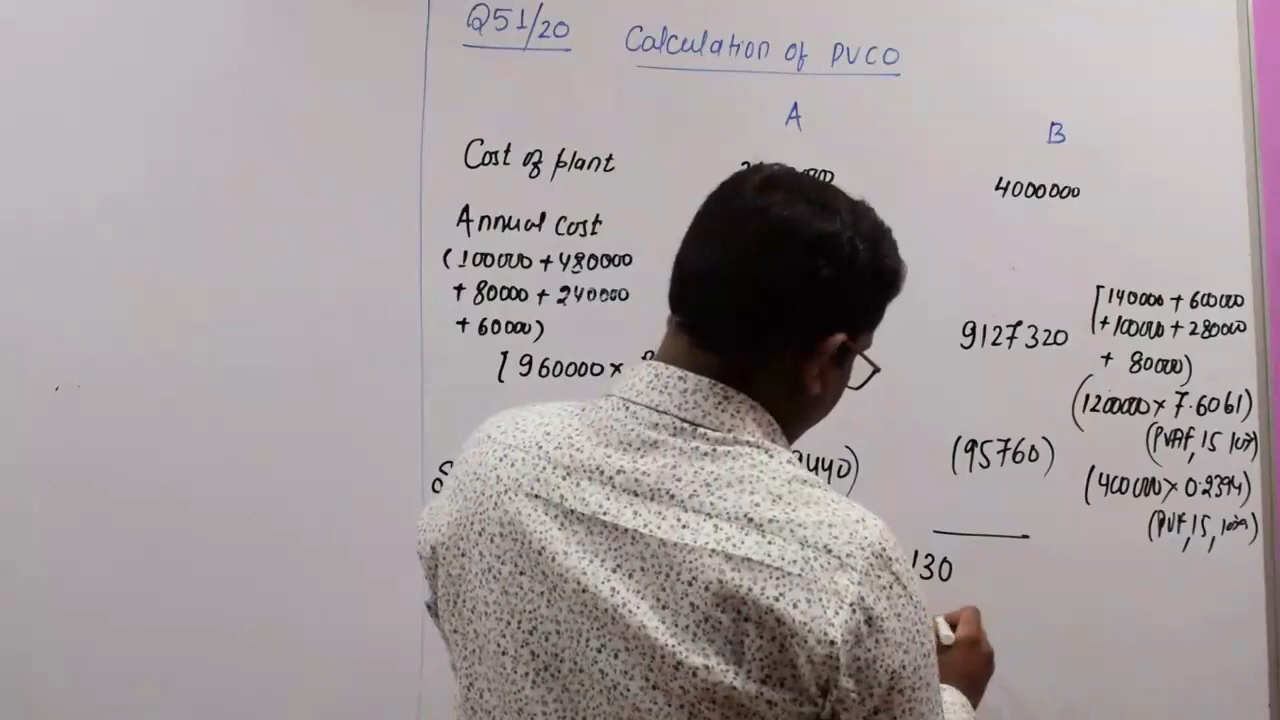 Q51/20
Calculation of PVCO
A
B
Cost of plant
4000000
Annual Cost
(100000 + 480000
+ 80000 + 240000
+ 60000)
[960000 ×
9127320
[140000 + 600000
+ 100000 + 280000
+ 80000)
(1200000 × 7.6061)
(PVAF, 15 10%)
440)
(95760)
(400000 × 0.2394)
(PVF, 15, 10%)
130